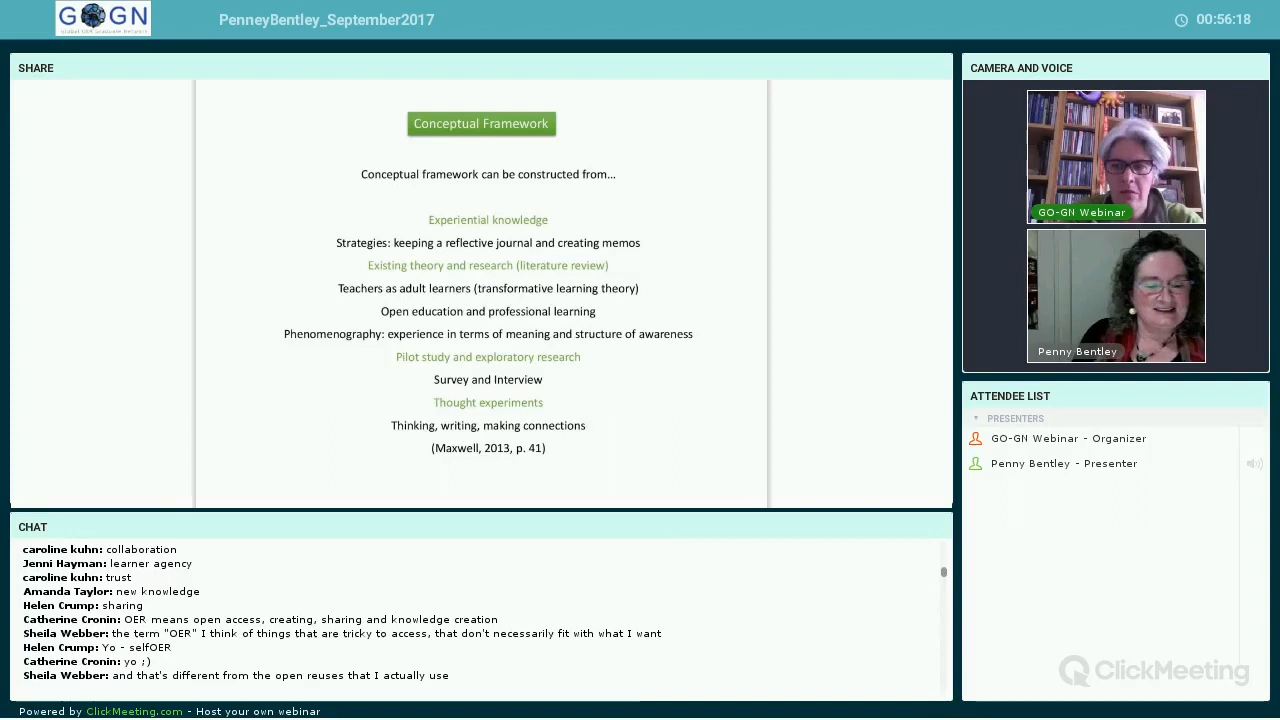 GOGN
Global OER Graduate Network
PenneyBentley_September2017
00:56:18
SHARE
Conceptual Framework
Conceptual framework can be constructed from...
Experiential knowledge
Strategies: keeping a reflective journal and creating memos
Existing theory and research (literature review)
Teachers as adult learners (transformative learning theory)
Open education and professional learning
Phenomenography: experience in terms of meaning and structure of awareness
Pilot study and exploratory research
Survey and Interview
Thought experiments
Thinking, writing, making connections
(Maxwell, 2013, p. 41)
CHAT
caroline kuhn: collaboration
Jenni Hayman: learner agency
caroline kuhn: trust
Amanda Taylor: new knowledge
Helen Crump: sharing
Catherine Cronin: OER means open access, creating, sharing and knowledge creation
Sheila Webber: the term "OER" I think of things that are tricky to access, that don't necessarily fit with what I want
Helen Crump: Yo - selfOER
Catherine Cronin: yo ;)
Sheila Webber: and that's different from the open reuses that I actually use
CAMERA AND VOICE
GO-GN Webinar
Penny Bentley
ATTENDEE LIST
PRESENTERS
GO-GN Webinar - Organizer
Penny Bentley - Presenter
ClickMeeting
Powered by ClickMeeting.com - Host your own webinar